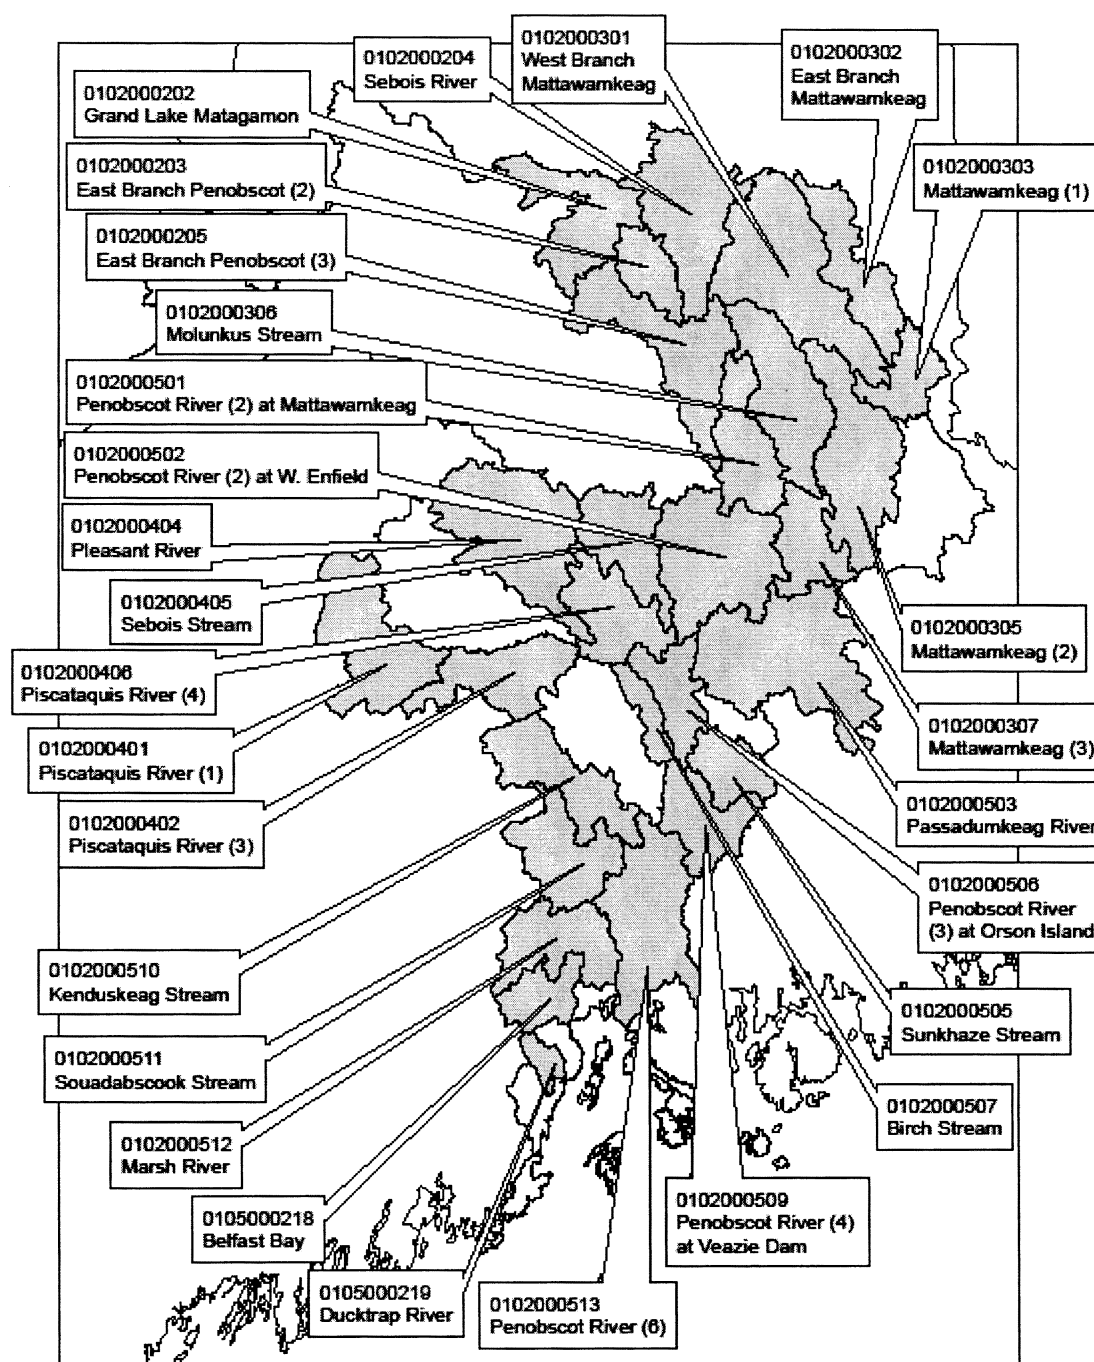 0102000301
West Branch
Mattawamkeag
0102000302
East Branch
Mattawamkeag
0102000204
Sebois River
0102000202
Grand Lake Matagamon
0102000203
East Branch Penobscot (2)
0102000303
Mattawamkeag (1)
0102000205
East Branch Penobscot (3)
0102000306
Molunkus Stream
0102000501
Penobscot River (2) at Mattawamkeag
0102000502
Penobscot River (2) at W. Enfield
0102000404
Pleasant River
0102000405
Sebois Stream
0102000305
Mattawamkeag (2)
0102000406
Piscataquis River (4)
0102000307
Mattawamkeag (3)
0102000401
Piscataquis River (1)
0102000503
Passadumkeag River
0102000402
Piscataquis River (3)
0102000506
Penobscot River
(3) at Orson Island
0102000510
Kenduskeag Stream
0102000505
Sunkhaze Stream
0102000511
Souadabscook Stream
0102000507
Birch Stream
0102000512
Marsh River
0102000509
Penobscot River (4)
at Veazie Dam
0105000218
Belfast Bay
0105000219
Ducktrap River
0102000513
Penobscot River (6)